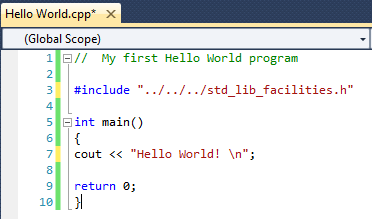 Hello World.cpp*
(Global Scope)
1 // My first Hello World program
2
3 #include "../../../std_lib_facilities.h"
4
5 int main()
6 {
7 cout << "Hello World! \n";
8
9 return 0;
10 }